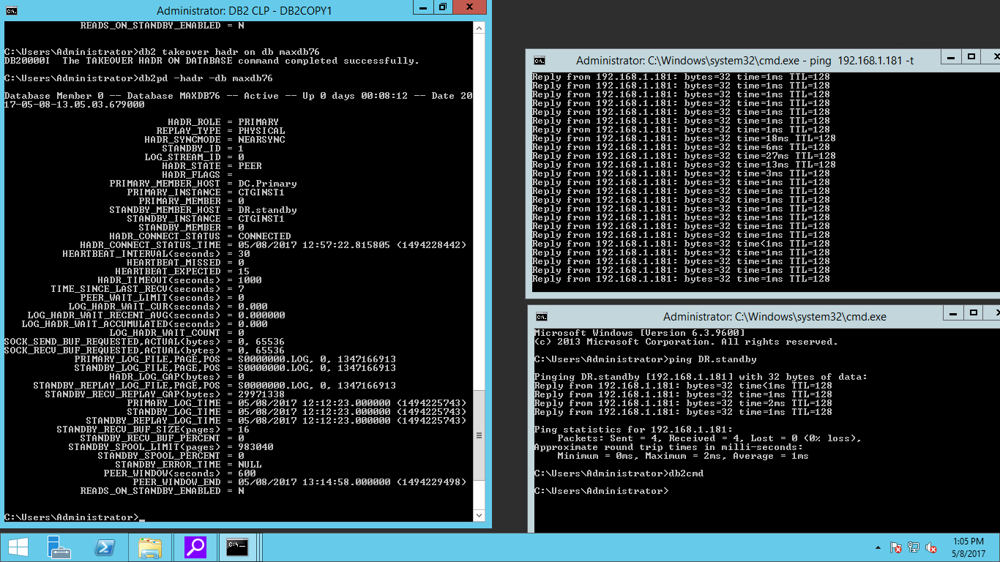 Administrator: DB2 CLP - DB2COPY1
READS_ON_STANDBY_ENABLED = N
C:\Users\Administrator>db2 takeover hadr on db maxdb76
DB20000I  The TAKEOVER HADR ON DATABASE command completed successfully.
C:\Users\Administrator>db2pd -hadr -db maxdb76
Database Member 0 -- Database MAXDB76 -- Active -- Up 0 days 00:08:12 -- Date 20
17-05-08-13.05.03.679000
HADR_ROLE = PRIMARY
REPLAY_TYPE = PHYSICAL
HADR_SYNCMODE = NEARSYNC
STANDBY_ID = 1
LOG_STREAM_ID = 0
HADR_STATE = PEER
HADR_FLAGS =
PRIMARY_MEMBER_HOST = DC.Primary
PRIMARY_INSTANCE = CTGINST1
PRIMARY_MEMBER = 0
STANDBY_MEMBER_HOST = DR.standby
STANDBY_INSTANCE = CTGINST1
STANDBY_MEMBER = 0
HADR_CONNECT_STATUS = CONNECTED
HADR_CONNECT_STATUS_TIME = 05/08/2017 12:57:22.815805 (1494228442)
HEARTBEAT_INTERVAL(seconds) = 30
HEARTBEAT_MISSED = 0
HEARTBEAT_EXPECTED = 15
HADR_TIMEOUT(seconds) = 1000
TIME_SINCE_LAST_RECV(seconds) = 7
PEER_WAIT_LIMIT(seconds) = 0
LOG_HADR_WAIT_CUR(seconds) = 0.000
LOG_HADR_WAIT_RECENT_AVG(seconds) = 0.000000
LOG_HADR_WAIT_ACCUMULATED(seconds) = 0.000
LOG_HADR_WAIT_COUNT = 0
SOCK_SEND_BUF_REQUESTED,ACTUAL(bytes) = 0, 65536
SOCK_RECV_BUF_REQUESTED,ACTUAL(bytes) = 0, 65536
PRIMARY_LOG_FILE,PAGE,POS = S0000000.LOG, 0, 1347166913
STANDBY_LOG_FILE,PAGE,POS = S0000000.LOG, 0, 1347166913
HADR_LOG_GAP(bytes) = 0
STANDBY_REPLAY_LOG_FILE,PAGE,POS = S0000000.LOG, 0, 1347166913
STANDBY_RECV_REPLAY_GAP(bytes) = 29971338
PRIMARY_LOG_TIME = 05/08/2017 12:12:23.000000 (1494225743)
STANDBY_LOG_TIME = 05/08/2017 12:12:23.000000 (1494225743)
STANDBY_REPLAY_LOG_TIME = 05/08/2017 12:12:23.000000 (1494225743)
STANDBY_RECV_BUF_SIZE(pages) = 16
STANDBY_RECV_BUF_PERCENT = 0
STANDBY_SPOOL_LIMIT(pages) = 983040
STANDBY_SPOOL_PERCENT = 0
STANDBY_ERROR_TIME = NULL
PEER_WINDOW(seconds) = 600
PEER_WINDOW_END = 05/08/2017 13:14:58.000000 (1494229498)
READS_ON_STANDBY_ENABLED = N
C:\Users\Administrator>_
Administrator: C:\Windows\system32\cmd.exe - ping  192.168.1.181 -t
Reply from 192.168.1.181: bytes=32 time=1ms TTL=128
Reply from 192.168.1.181: bytes=32 time=1ms TTL=128
Reply from 192.168.1.181: bytes=32 time=1ms TTL=128
Reply from 192.168.1.181: bytes=32 time=1ms TTL=128
Reply from 192.168.1.181: bytes=32 time=1ms TTL=128
Reply from 192.168.1.181: bytes=32 time=1ms TTL=128
Reply from 192.168.1.181: bytes=32 time=1ms TTL=128
Reply from 192.168.1.181: bytes=32 time=18ms TTL=128
Reply from 192.168.1.181: bytes=32 time=6ms TTL=128
Reply from 192.168.1.181: bytes=32 time=27ms TTL=128
Reply from 192.168.1.181: bytes=32 time=13ms TTL=128
Reply from 192.168.1.181: bytes=32 time=3ms TTL=128
Reply from 192.168.1.181: bytes=32 time=1ms TTL=128
Reply from 192.168.1.181: bytes=32 time=1ms TTL=128
Reply from 192.168.1.181: bytes=32 time=1ms TTL=128
Reply from 192.168.1.181: bytes=32 time=1ms TTL=128
Reply from 192.168.1.181: bytes=32 time=1ms TTL=128
Reply from 192.168.1.181: bytes=32 time=1ms TTL=128
Reply from 192.168.1.181: bytes=32 time=1ms TTL=128
Reply from 192.168.1.181: bytes=32 time<1ms TTL=128
Reply from 192.168.1.181: bytes=32 time=1ms TTL=128
Reply from 192.168.1.181: bytes=32 time=1ms TTL=128
Reply from 192.168.1.181: bytes=32 time=1ms TTL=128
Reply from 192.168.1.181: bytes=32 time=1ms TTL=128
Administrator: C:\Windows\system32\cmd.exe
Microsoft Windows [Version 6.3.9600]
(c) 2013 Microsoft Corporation. All rights reserved.
C:\Users\Administrator>ping DR.standby
Pinging DR.standby [192.168.1.181] with 32 bytes of data:
Reply from 192.168.1.181: bytes=32 time<1ms TTL=128
Reply from 192.168.1.181: bytes=32 time=1ms TTL=128
Reply from 192.168.1.181: bytes=32 time=2ms TTL=128
Reply from 192.168.1.181: bytes=32 time=1ms TTL=128
Ping statistics for 192.168.1.181:
Packets: Sent = 4, Received = 4, Lost = 0 (0% loss),
Approximate round trip times in milli-seconds:
Minimum = 0ms, Maximum = 2ms, Average = 1ms
C:\Users\Administrator>db2cmd
C:\Users\Administrator>
1:05 PM
5/8/2017